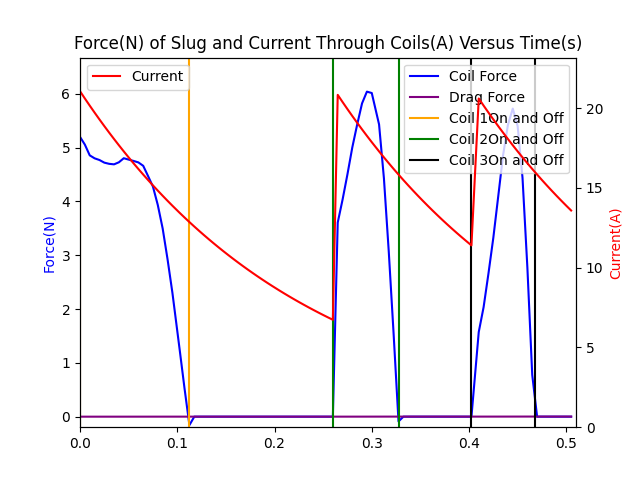 Force(N) of Slug and Current Through Coils(A) Versus Time(s)
Current
Coil Force
Drag Force
Coil 1On and Off
Coil 2On and Off
Coil 3On and Off
Force(N)
6
5
4
3
2
1
0
Current(A)
20
15
10
5
0
0.0
0.1
0.2
0.3
0.4
0.5